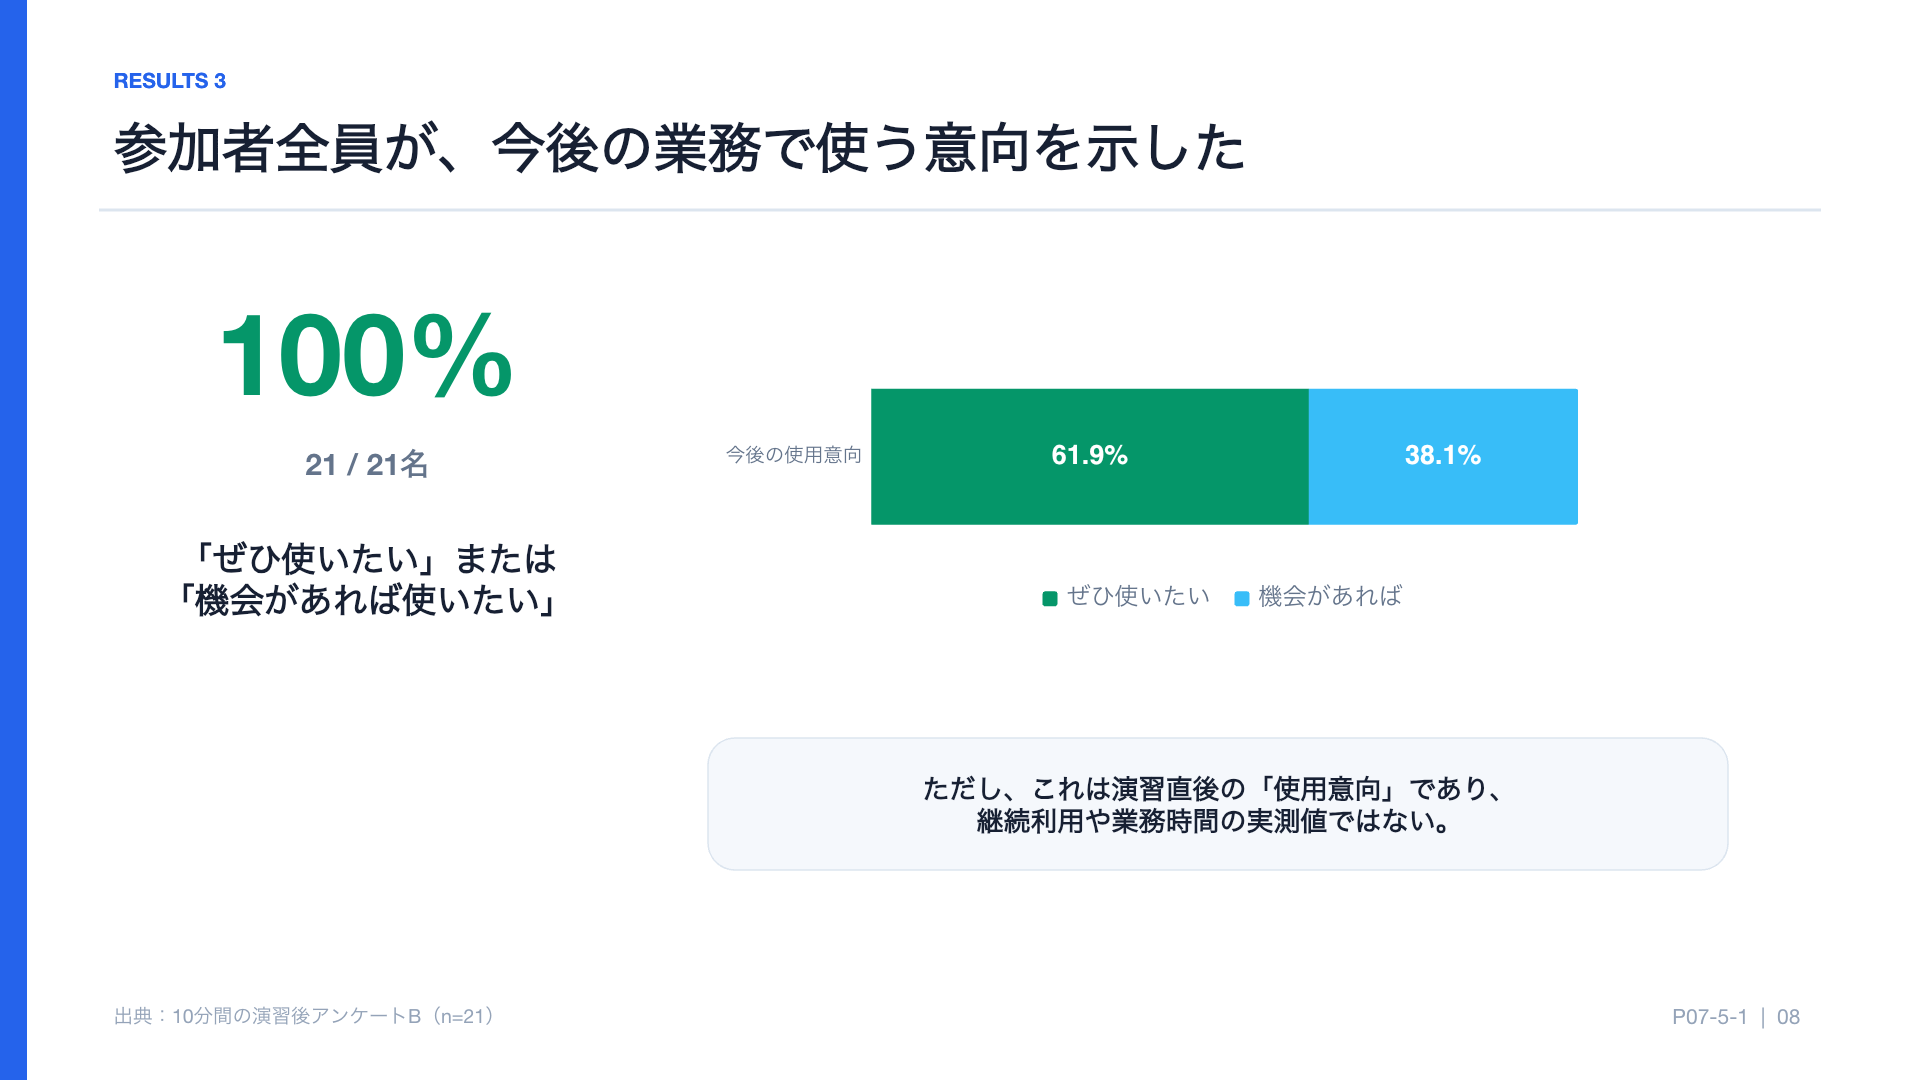 RESULTS 3
参加者全員が、今後の業務で使う意向を示した
100%
21 / 21名
「ぜひ使いたい」または
「機会があれば使いたい」
今後の使用意向
61.9%
38.1%
ぜひ使いたい
機会があれば
ただし、これは演習直後の「使用意向」であり、
継続利用や業務時間の実測値ではない。
出典：10分間の演習後アンケートB（n=21）
P07-5-1 | 08